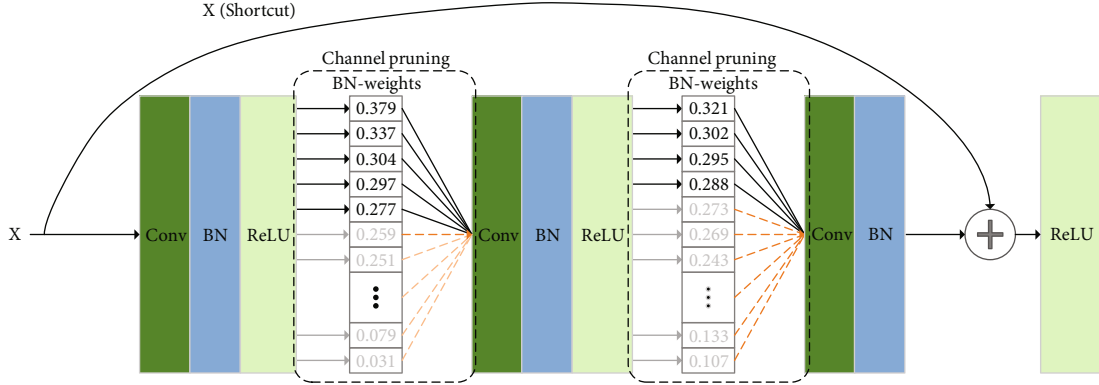 X (Shortcut)
Channel pruning
BN-weights
0.379
0.337
0.304
0.297
0.277
0.259
0.251
0.079
0.031
Channel pruning
BN-weights
0.321
0.302
0.295
0.288
0.273
0.269
0.243
0.133
0.107
X
Conv
BN
ReLU
Conv
BN
ReLU
Conv
BN
ReLU